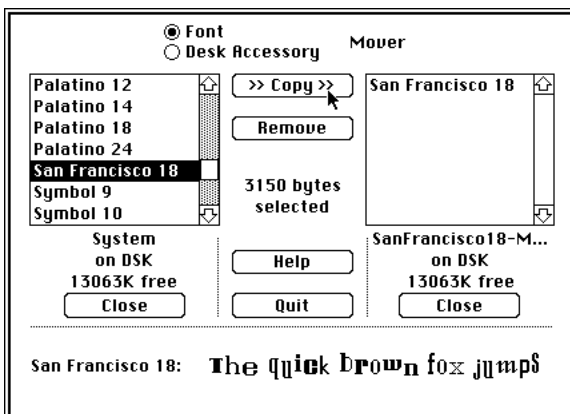 Font
Desk Accessory
Mover
Palatino 12
Palatino 14
Palatino 18
Palatino 24
San Francisco 18
Symbol 9
Symbol 10
>> Copy >>
Remove
3150 bytes
selected
San Francisco 18
System
on DSK
13063K free
Close
Help
Quit
SanFrancisco18-M...
on DSK
13063K free
Close
San Francisco 18: The quick brown fox jumps